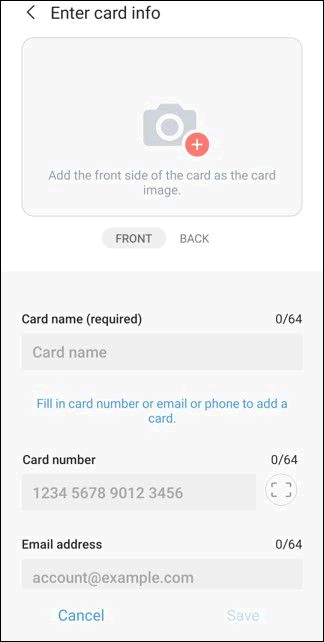 Enter card info
Add the front side of the card as the card
image.
FRONT BACK
Card name (required) 0/64
Card name
Fill in card number or email or phone to add a
card.
Card number 0/64
1234 5678 9012 3456
Email address 0/64
account@example.com
Cancel Save